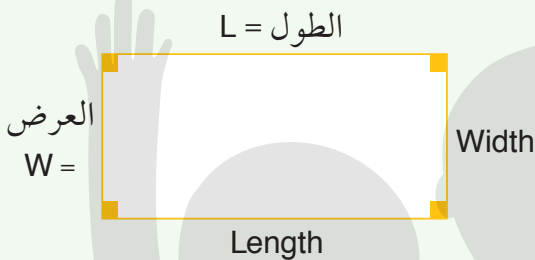 الطول = L
العرض
W =
Width
Length